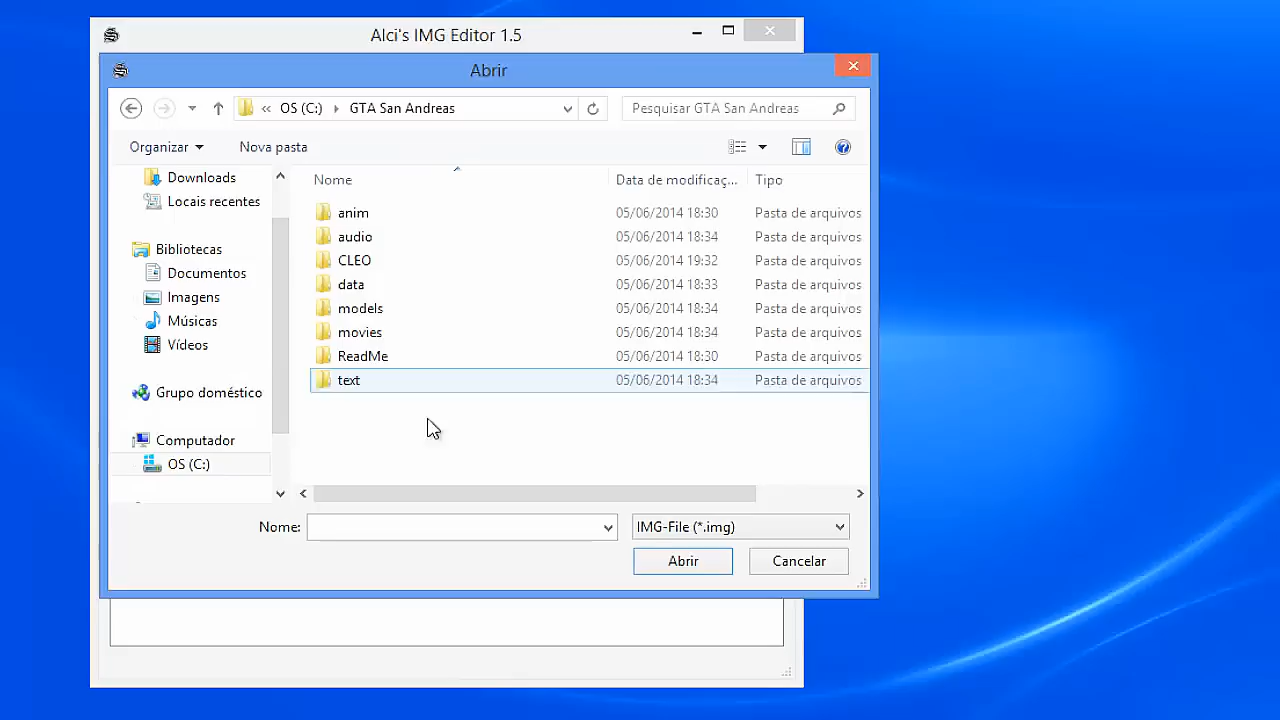 Alci's IMG Editor 1.5
Abrir
« OS (C:) GTA San Andreas
Pesquisar GTA San Andreas
Organizar
Nova pasta
Downloads
Locais recentes
Bibliotecas
Documentos
Imagens
Músicas
Vídeos
Grupo doméstico
Computador
OS (C:)
Nome Data de modificaç... Tipo
anim 05/06/2014 18:30 Pasta de arquivos
audio 05/06/2014 18:34 Pasta de arquivos
CLEO 05/06/2014 19:32 Pasta de arquivos
data 05/06/2014 18:33 Pasta de arquivos
models 05/06/2014 18:34 Pasta de arquivos
movies 05/06/2014 18:34 Pasta de arquivos
ReadMe 05/06/2014 18:30 Pasta de arquivos
text 05/06/2014 18:34 Pasta de arquivos
Nome:
IMG-File (*.img)
Abrir
Cancelar